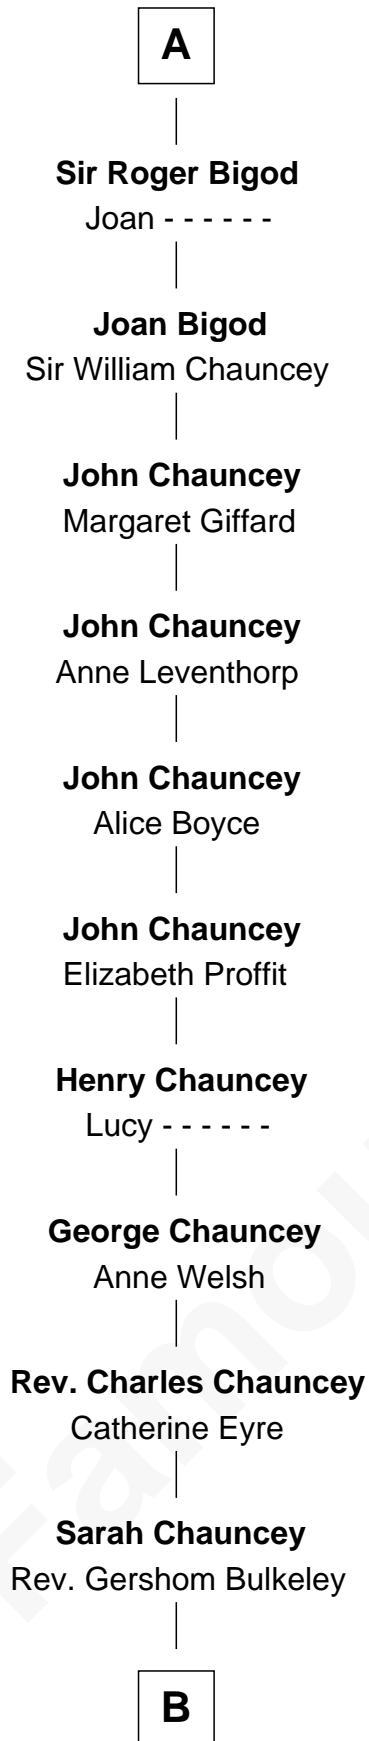 A
Sir Roger Bigod
Joan - - - - - -
Joan Bigod
Sir William Chauncey
John Chauncey
Margaret Giffard
John Chauncey
Anne Leventhorp
John Chauncey
Alice Boyce
John Chauncey
Elizabeth Proffit
Henry Chauncey
Lucy - - - - - -
George Chauncey
Anne Welsh
Rev. Charles Chauncey
Catherine Eyre
Sarah Chauncey
Rev. Gershom Bulkeley
B